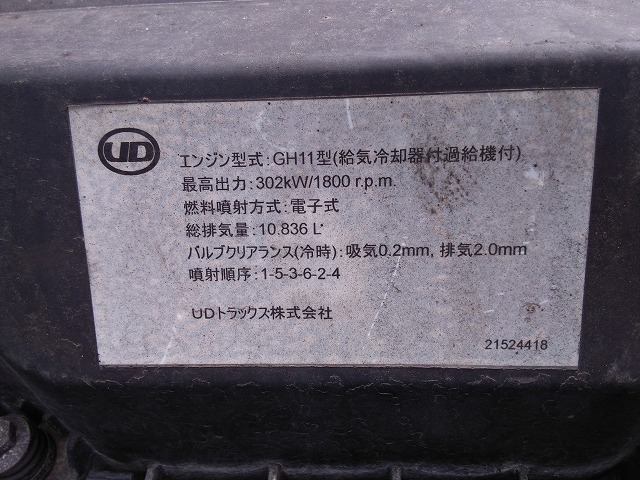 UD
エンジン型式:GH11型(給気冷却器付過給機付)
最高出力:302kW/1800 r.p.m.
燃料噴射方式:電子式
総排気量:10.836 L
バルブクリアランス(冷時):吸気0.2mm, 排気2.0mm
噴射順序:1-5-3-6-2-4
UDトラックス株式会社
21524418